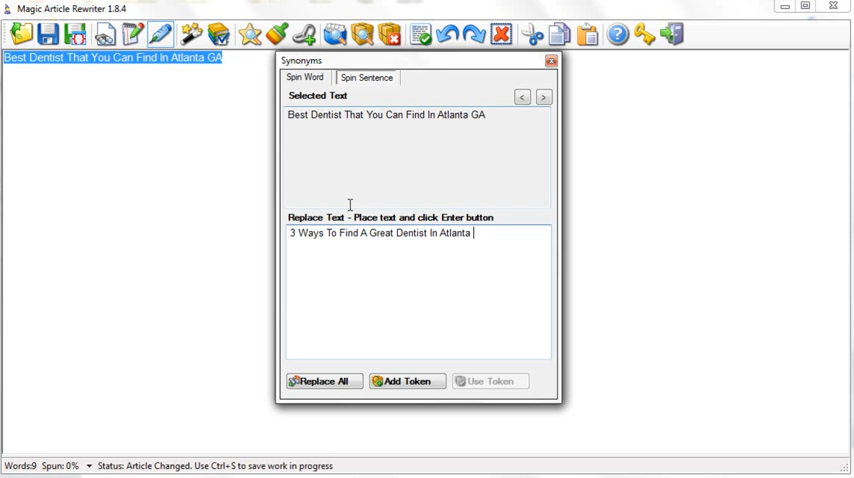 Magic Article Rewriter 1.8.4
Best Dentist That You Can Find In Atlanta GA
Synonyms
Spin Word
Spin Sentence
Selected Text
<
>
Best Dentist That You Can Find In Atlanta GA
Replace Text - Place text and click Enter button
3 Ways To Find A Great Dentist In Atlanta
Replace All
Add Token
Use Token
Words:9 Spun: 0% Status: Article Changed. Use Ctrl+S to save work in progress